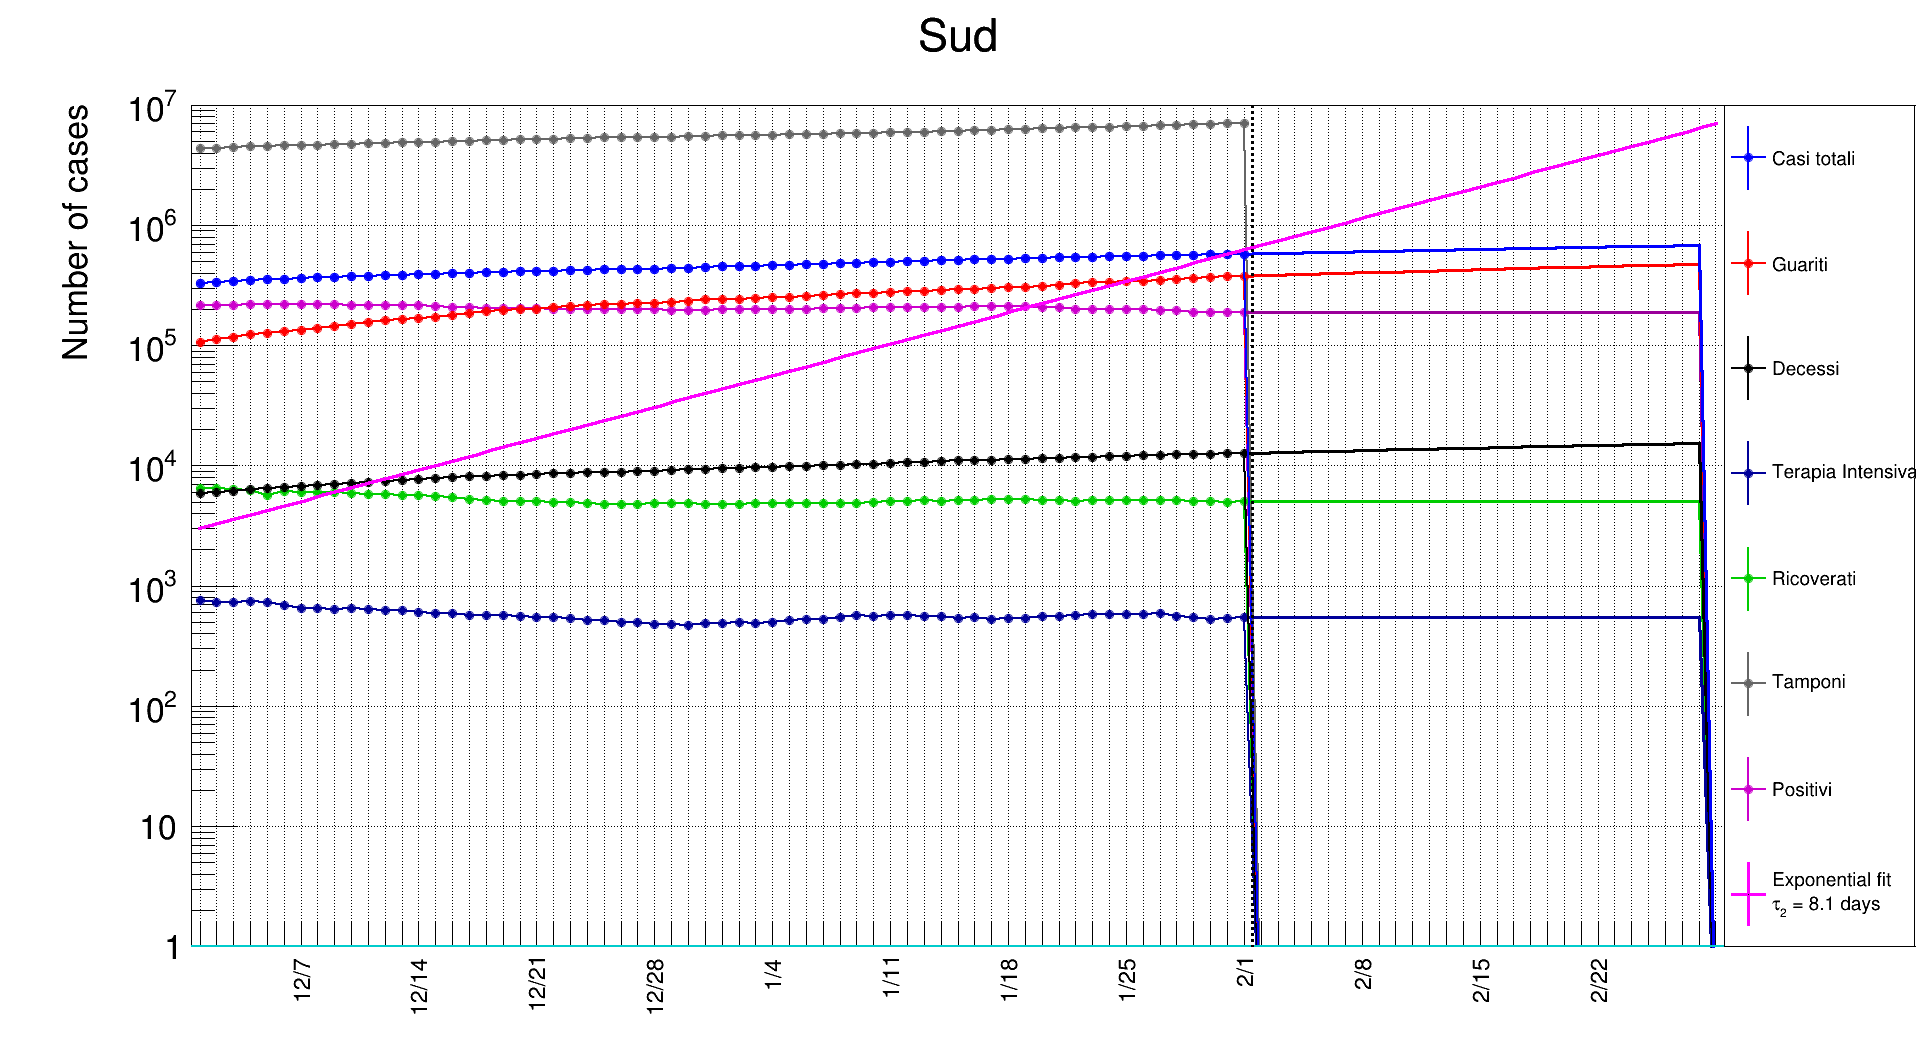 Sud
Number of cases
10^7
10^6
10^5
10^4
10^3
10^2
10
1
12/7
12/14
12/21
12/28
1/4
1/11
1/18
1/25
2/1
2/8
2/15
2/22
Casi totali
Guariti
Decessi
Terapia Intensiva
Ricoverati
Tamponi
Positivi
Exponential fit
τ₂ = 8.1 days